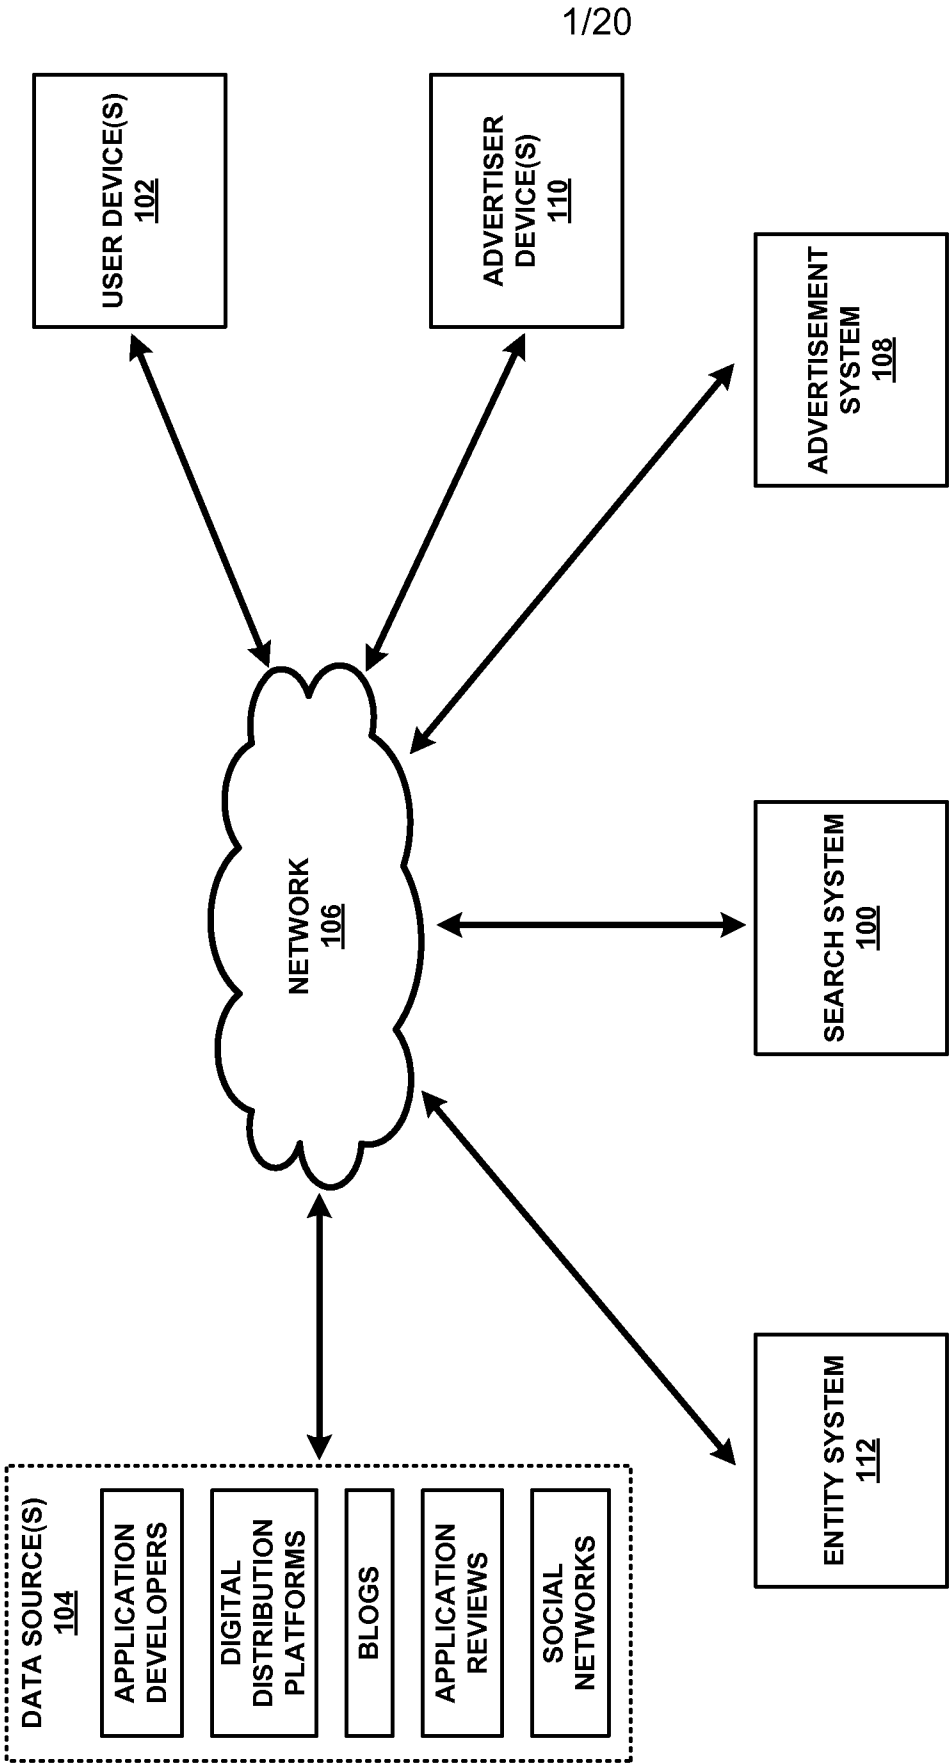 1/20
DATA SOURCE(S)
104
APPLICATION
DEVELOPERS
DIGITAL
DISTRIBUTION
PLATFORMS
BLOGS
APPLICATION
REVIEWS
SOCIAL
NETWORKS
NETWORK
106
USER DEVICE(S)
102
ADVERTISER
DEVICE(S)
110
ENTITY SYSTEM
112
SEARCH SYSTEM
100
ADVERTISEMENT
SYSTEM
108